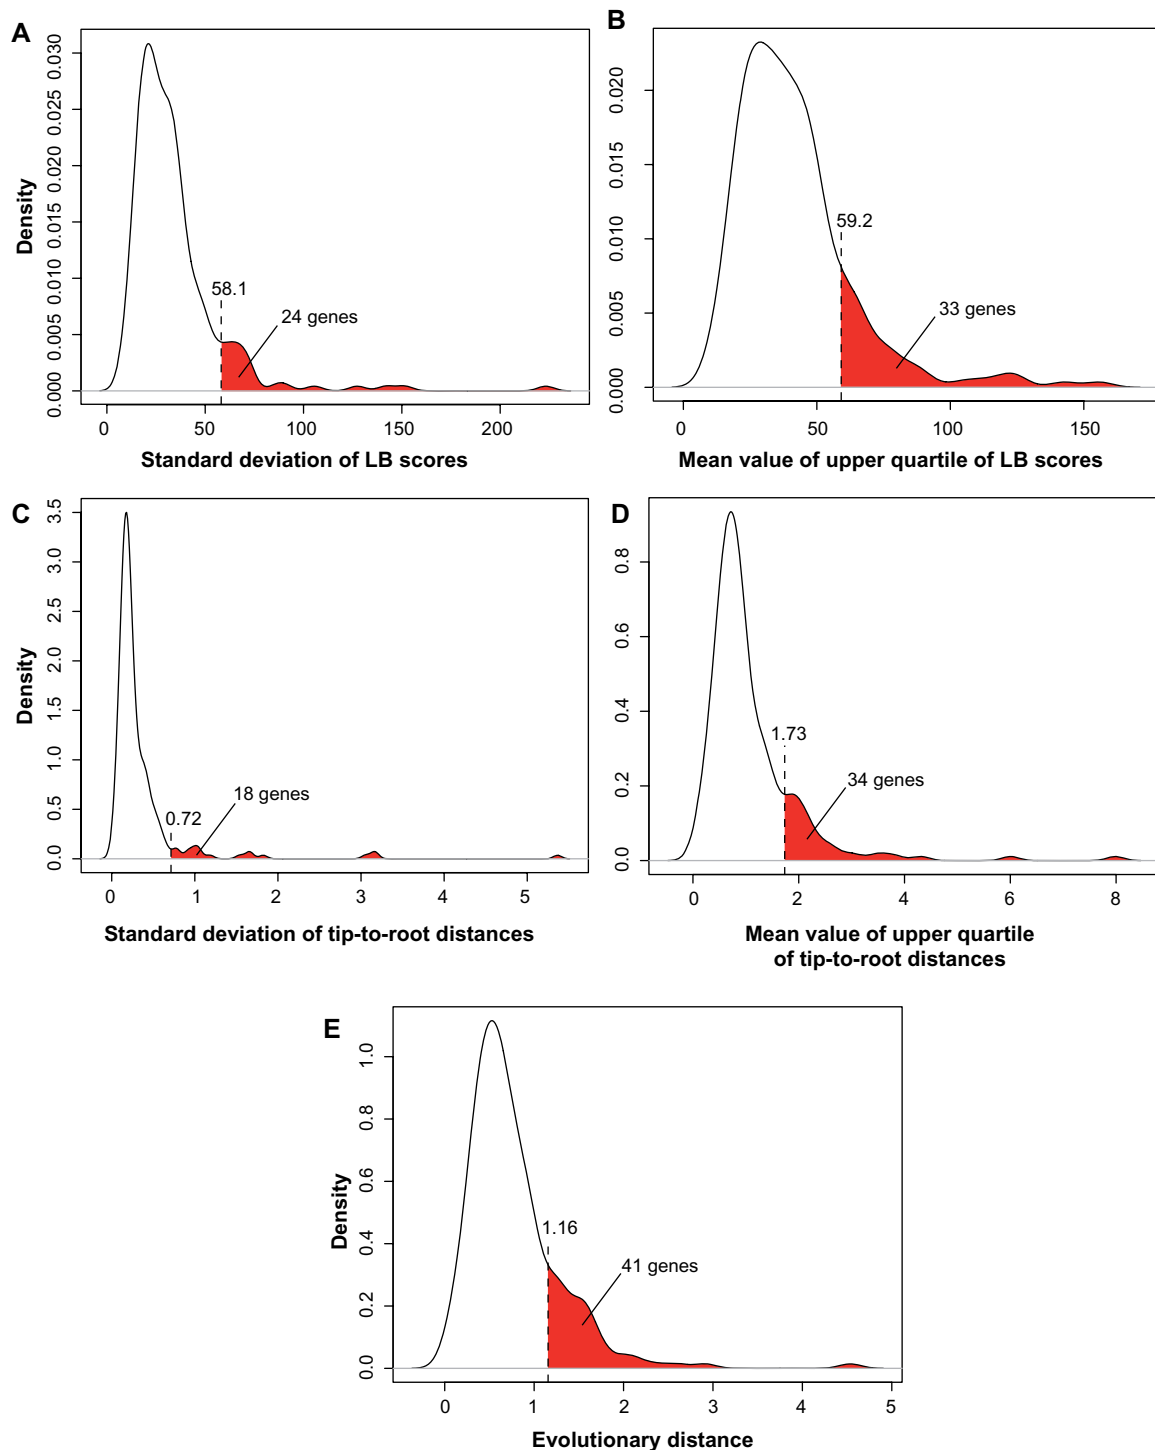 A
Density
0.000 0.005 0.010 0.015 0.020 0.025 0.030
58.1
24 genes
0 50 100 150 200
Standard deviation of LB scores
B
0.000 0.005 0.010 0.015 0.020
59.2
33 genes
0 50 100 150
Mean value of upper quartile of LB scores
C
Density
0.0 0.5 1.0 1.5 2.0 2.5 3.0 3.5
0.72
18 genes
0 1 2 3 4 5
Standard deviation of tip-to-root distances
D
0.0 0.2 0.4 0.6 0.8
1.73
34 genes
0 2 4 6 8
Mean value of upper quartile
of tip-to-root distances
E
Density
0.0 0.2 0.4 0.6 0.8 1.0
1.16
41 genes
0 1 2 3 4 5
Evolutionary distance